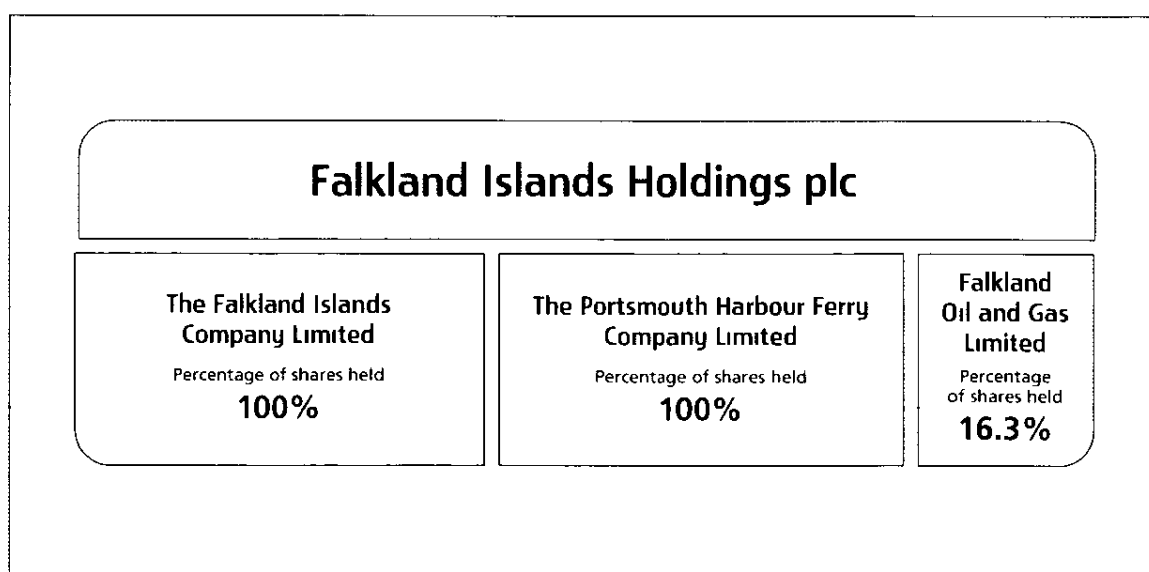 Falkland Islands Holdings plc
The Falkland Islands
Company Limited
Percentage of shares held
100%
The Portsmouth Harbour Ferry
Company Limited
Percentage of shares held
100%
Falkland
Oil and Gas
Limited
Percentage
of shares held
16.3%